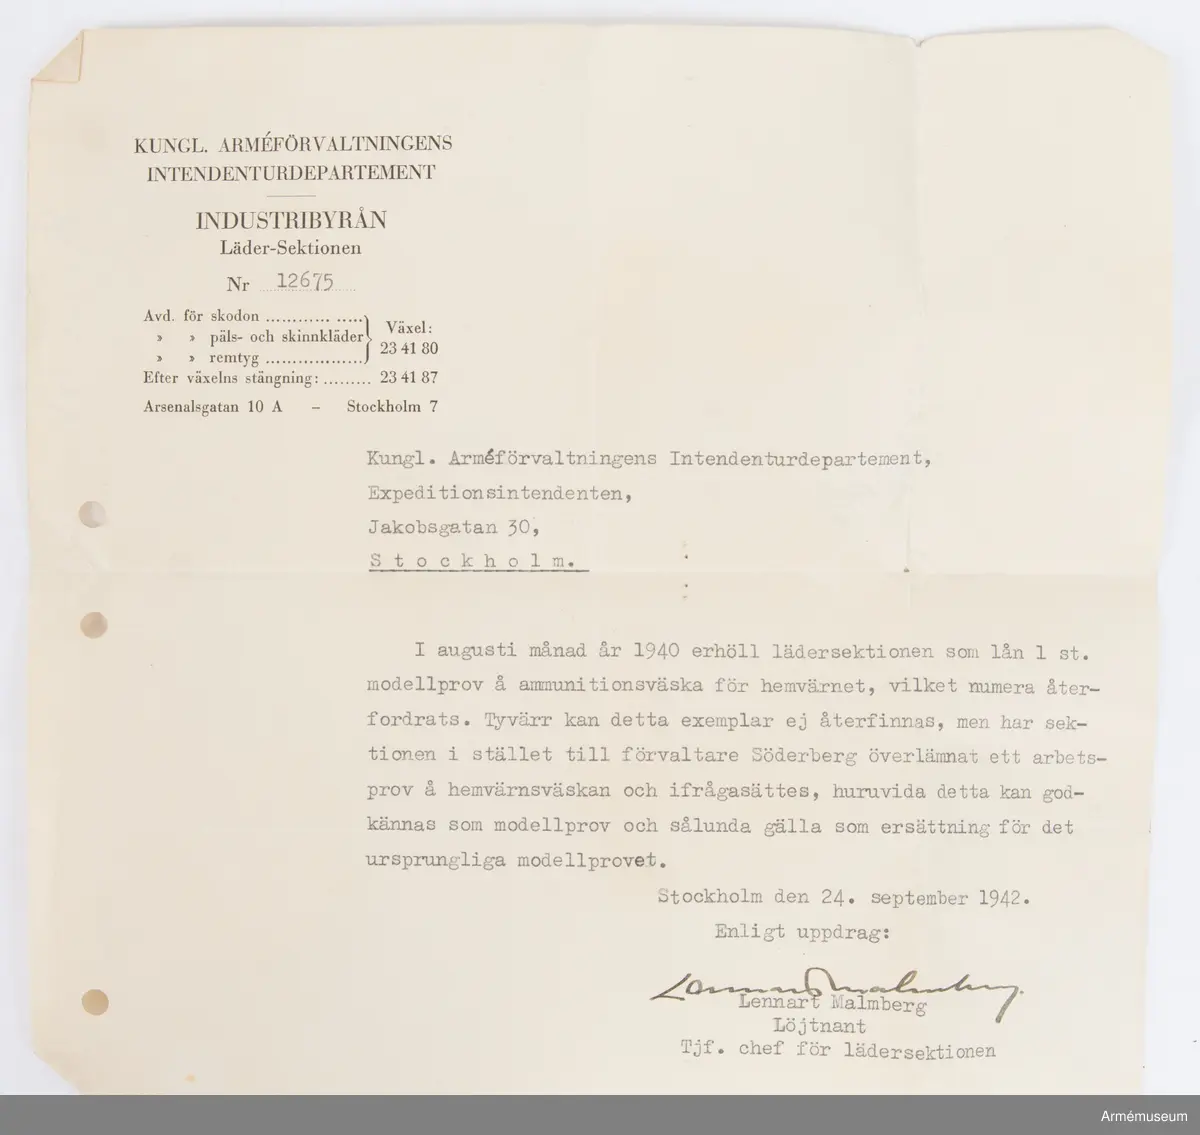 KUNGL. ARMÉFÖRVALTNINGENS
INTENDENTURDEPARTEMENT
INDUSTRIBYRÅN
Läder-Sektionen
Nr 12675
Avd. för skodon ............ .....
» » päls- och skinnkläder
» » remtyg ..................
Växel:
23 41 80
Efter växelns stängning: ......... 23 41 87
Arsenalsgatan 10 A – Stockholm 7
Kungl. Arméförvaltningens Intendenturdepartement,
Expeditionsintendenten,
Jakobsgatan 30,
S t o c k h o l m.
I augusti månad år 1940 erhöll lädersektionen som lån 1 st.
modellprov å ammunitionsväska för hemvärnet, vilket numera åter-
fordrats. Tyvärr kan detta exemplar ej återfinnas, men har sek-
tionen i stället till förvaltare Söderberg överlämnat ett arbets-
prov å hemvärnsväskan och ifrågasättes, huruvida detta kan god-
kännas som modellprov och sålunda gälla som ersättning för det
ursprungliga modellprovet.
Stockholm den 24. september 1942.
Enligt uppdrag:
Lennart Malmberg.
Lennart Malmberg
Löjtnant
Tjf. chef för lädersektionen
Armémuseum